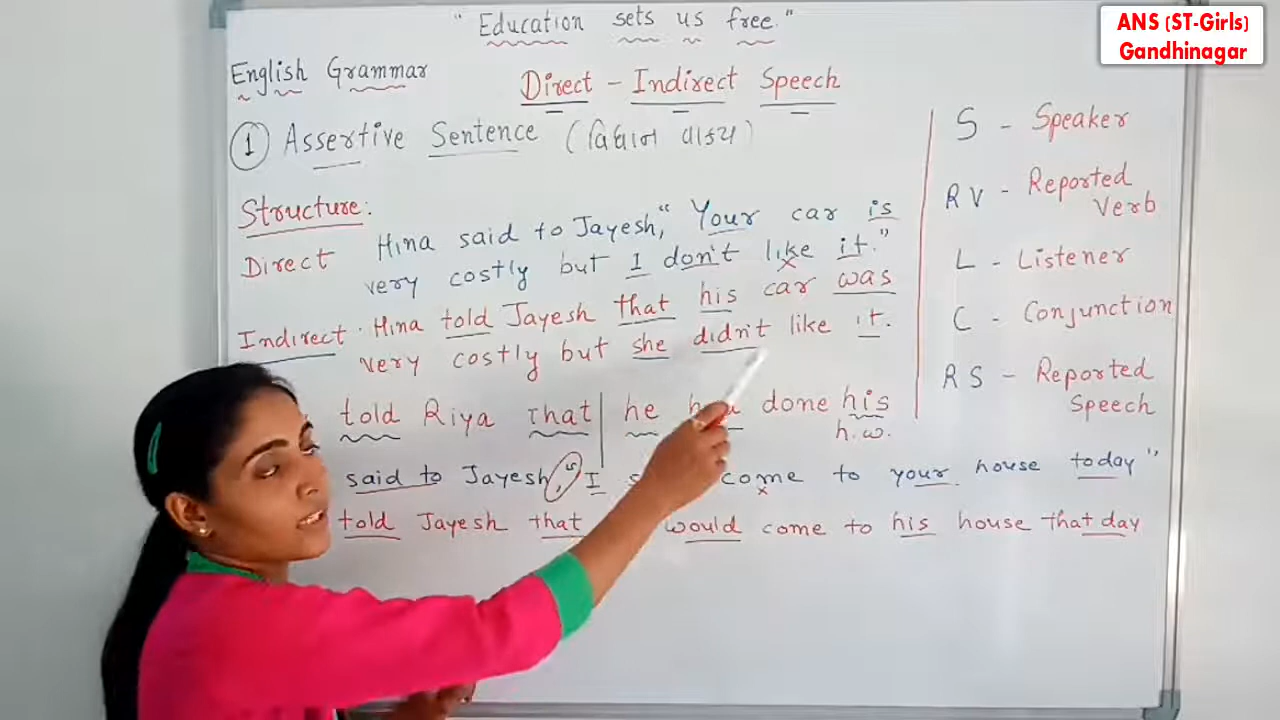 "Education sets us free."
ANS (ST-Girls)
Gandhinagar
English Grammar
Direct - Indirect Speech
1 Assertive Sentence (વિધાન વાક્ય)
Structure:
Direct Hina said to Jayesh, "Your car is
very costly but I don't like it."
Indirect. Hina told Jayesh that his car was
very costly but she didn't like it.
told Riya that he done his
h.w.
said to Jayesh, "I come to your house today"
told Jayesh that would come to his house that day
S - Speaker
RV - Reported
Verb
L - Listener
C - Conjunction
RS - Reported
Speech